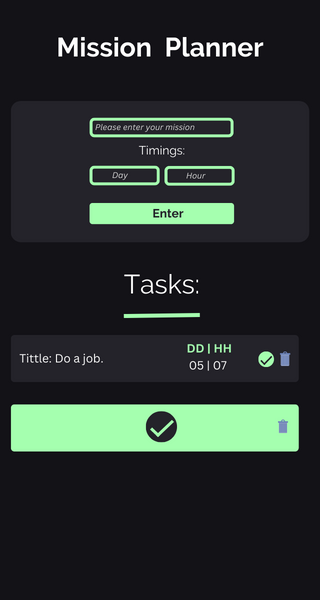 Mission Planner
Please enter your mission
Timings:
Day Hour
Enter
Tasks:
DD | HH
Tittle: Do a job.
05 | 07